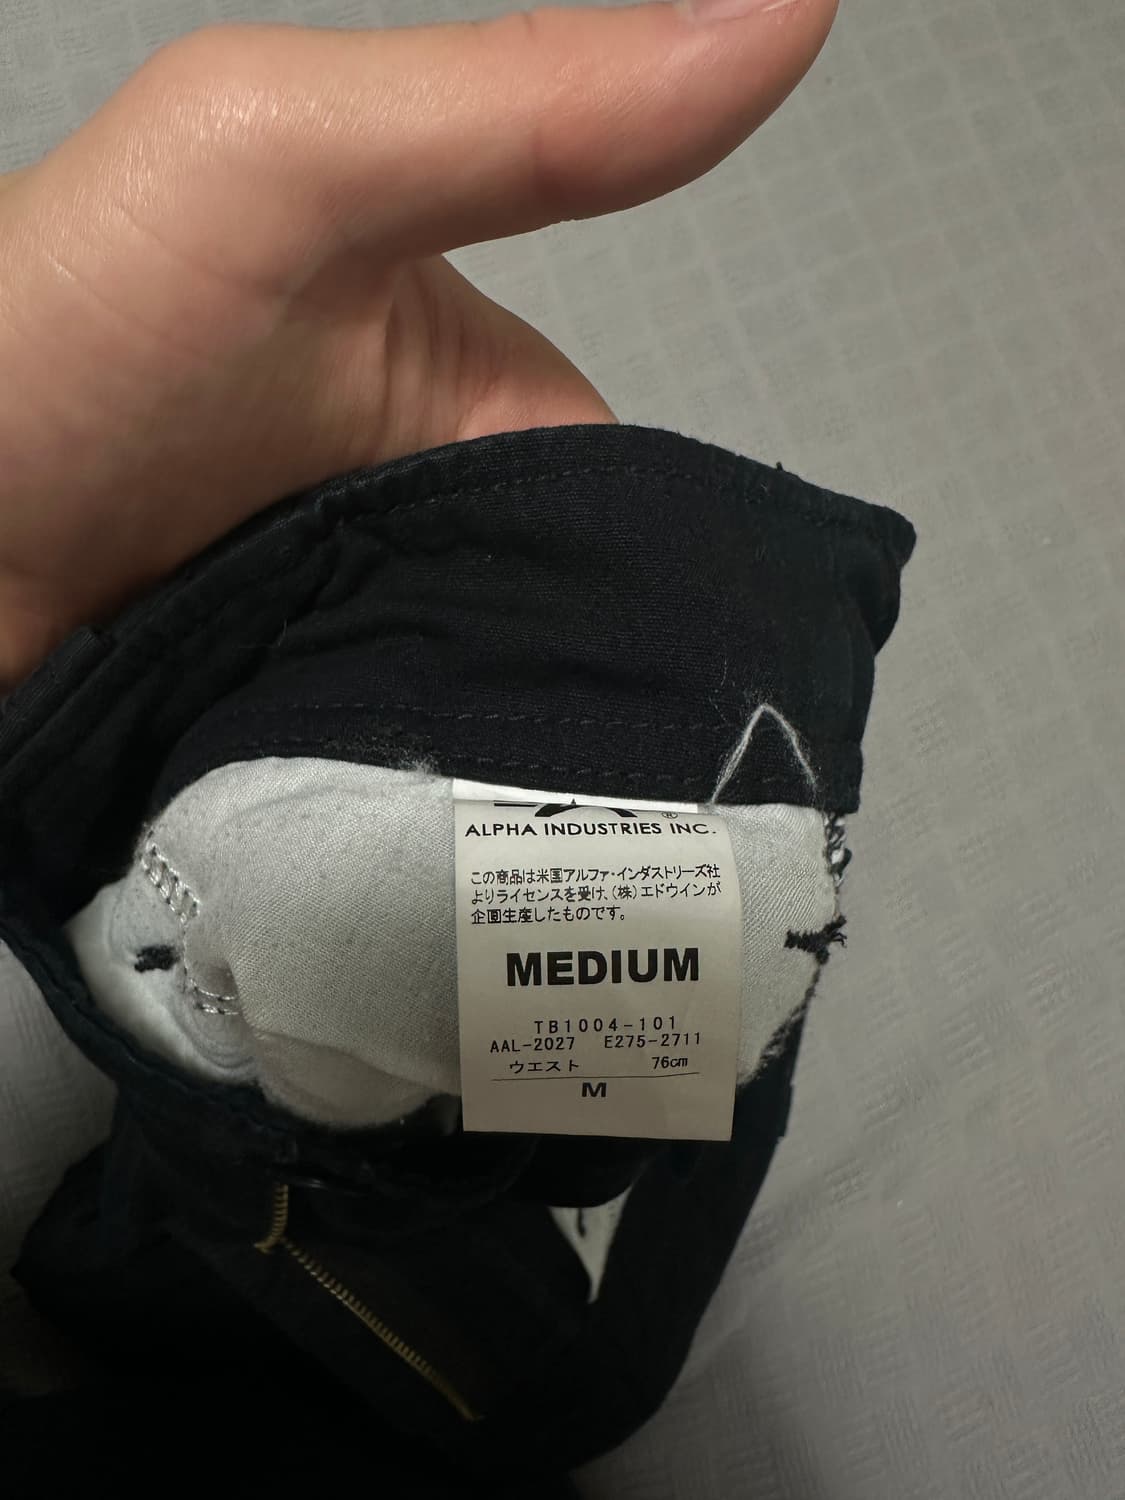 ®
ALPHA INDUSTRIES INC.
この商品は米国アルファ・インダストリーズ社
よりライセンスを受け、(株)エドウインが
企画生産したものです。
MEDIUM
TB1004-101
AAL-2027 E275-2711
ウエスト 76cm
M